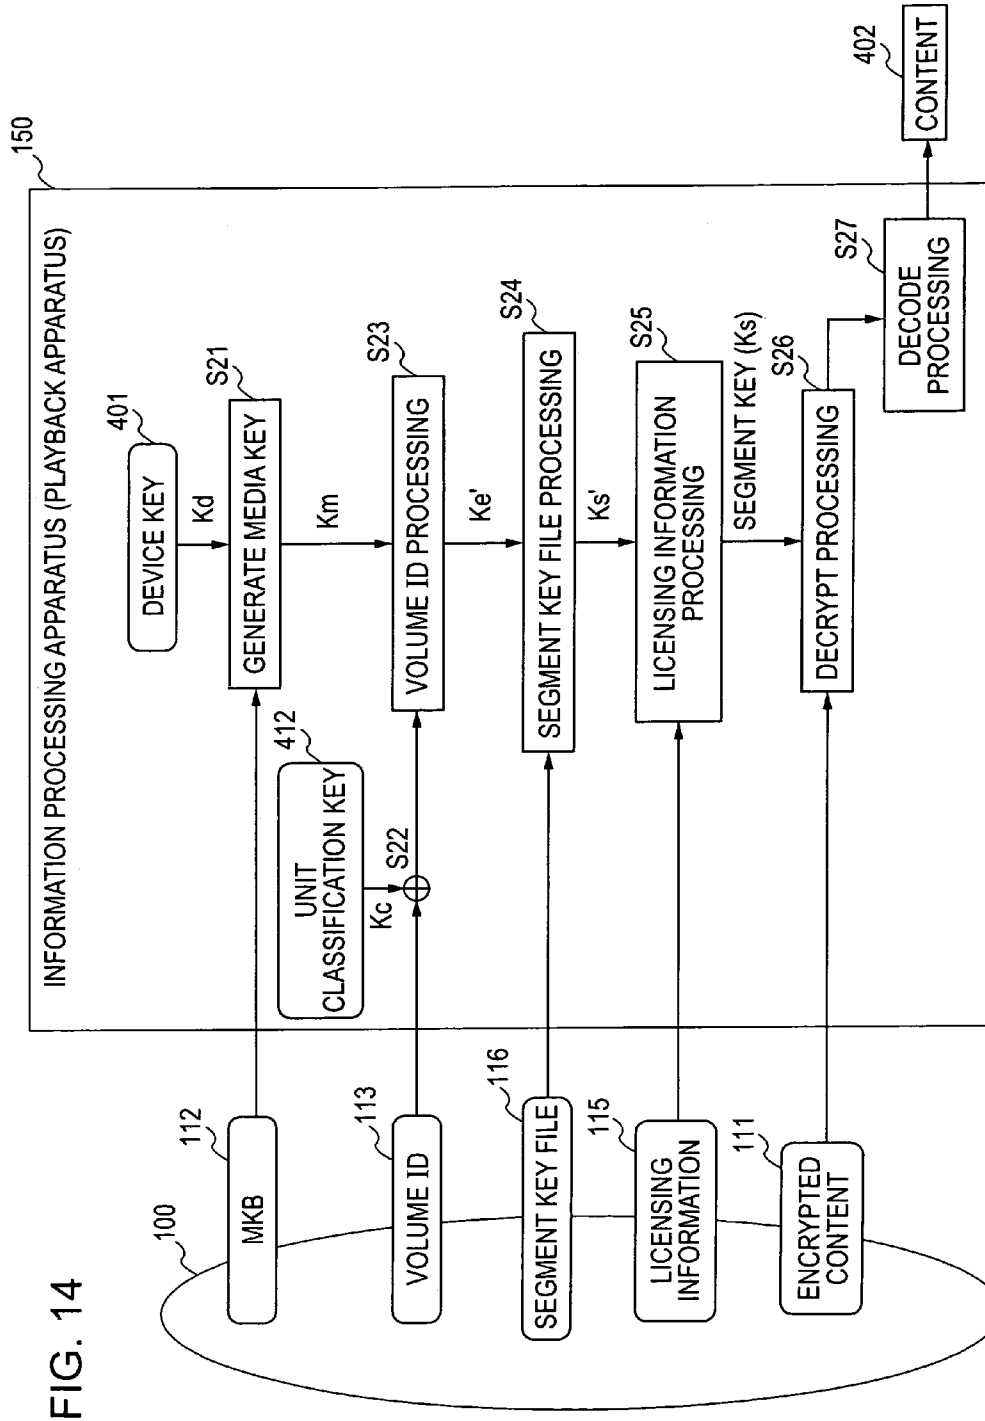 FIG. 14
100
112
MKB
113
VOLUME ID
116
SEGMENT KEY FILE
115
LICENSING
INFORMATION
111
ENCRYPTED
CONTENT
150
INFORMATION PROCESSING APPARATUS (PLAYBACK APPARATUS)
401
DEVICE KEY
Kd
S21
GENERATE MEDIA KEY
Km
412
UNIT
CLASSIFICATION KEY
Kc
S22
S23
VOLUME ID PROCESSING
Ke'
S24
SEGMENT KEY FILE PROCESSING
Ks'
S25
LICENSING INFORMATION
PROCESSING
SEGMENT KEY (Ks)
S26
DECRYPT PROCESSING
S27
DECODE
PROCESSING
402
CONTENT